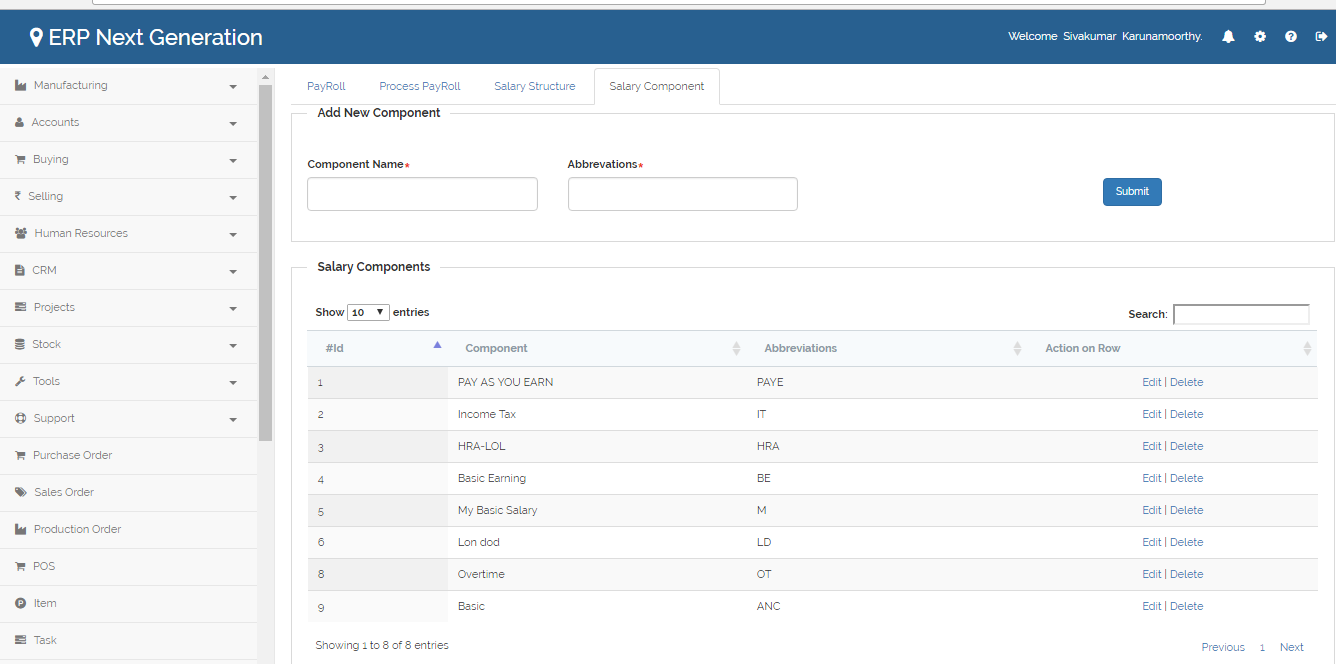 ERP Next Generation
Welcome Sivakumar Karunamoorthy.
Manufacturing
Accounts
Buying
Selling
Human Resources
CRM
Projects
Stock
Tools
Support
Purchase Order
Sales Order
Production Order
POS
Item
Task
PayRoll Process PayRoll Salary Structure Salary Component
Add New Component
Component Name* Abbrevations*
Submit
Salary Components
Show 10 entries Search:
#Id Component Abbreviations Action on Row
1 PAY AS YOU EARN PAYE Edit | Delete
2 Income Tax IT Edit | Delete
3 HRA-LOL HRA Edit | Delete
4 Basic Earning BE Edit | Delete
5 My Basic Salary M Edit | Delete
6 Lon dod LD Edit | Delete
8 Overtime OT Edit | Delete
9 Basic ANC Edit | Delete
Showing 1 to 8 of 8 entries Previous 1 Next